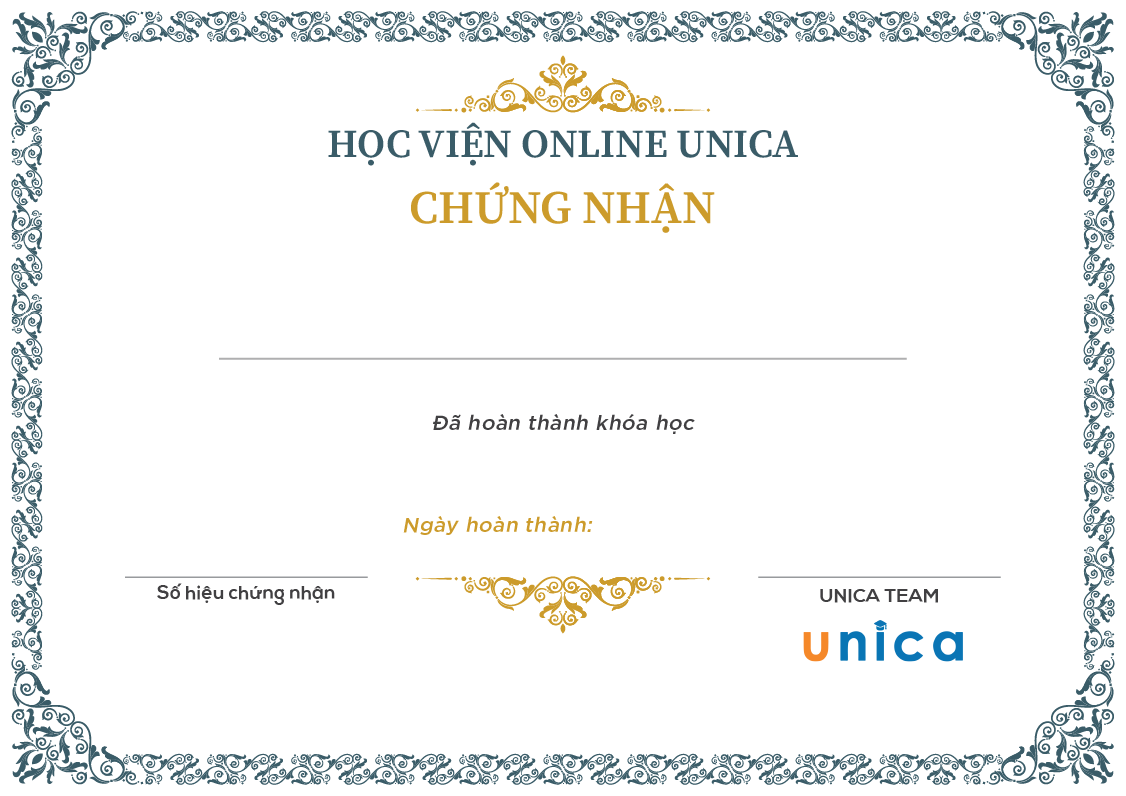 HỌC VIỆN ONLINE UNICA
CHỨNG NHẬN
Đã hoàn thành khóa học
Ngày hoàn thành:
Số hiệu chứng nhận
UNICA TEAM
unica